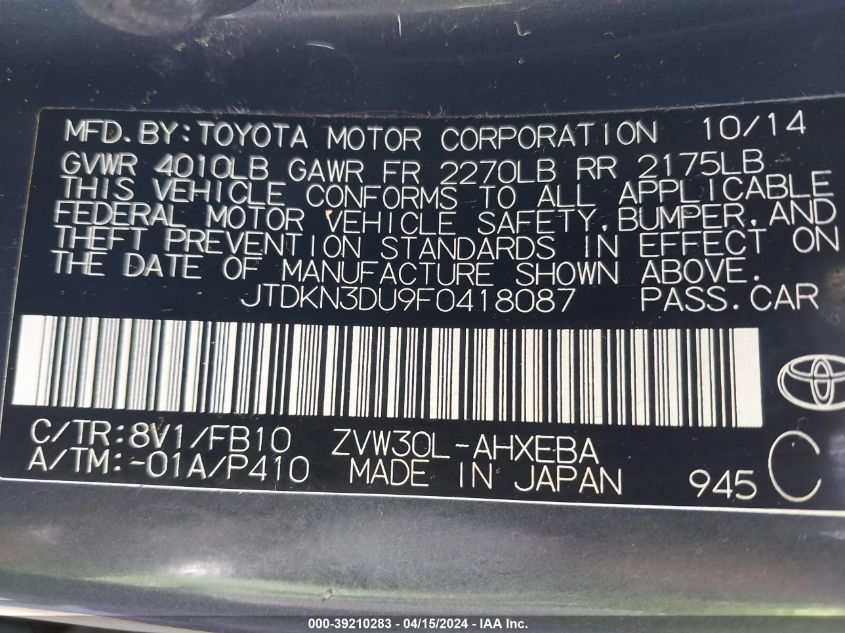 MFD.BY:TOYOTA MOTOR CORPORATION 10/14
GVWR 4010LB GAWR FR 2270LB RR 2175LB
THIS VEHICLE CONFORMS TO ALL APPLICABLE
FEDERAL MOTOR VEHICLE SAFETY,BUMPER,AND
THEFT PREVENTION STANDARDS IN EFFECT ON
THE DATE OF MANUFACTURE SHOWN ABOVE.
JTDKN3DU9F0418087 PASS.CAR
C/TR:8V1/FB10 ZVW30L-AHXEBA
A/TM:-01A/P410 MADE IN JAPAN 945 C
000-39210283 - 04/15/2024 - IAA Inc.